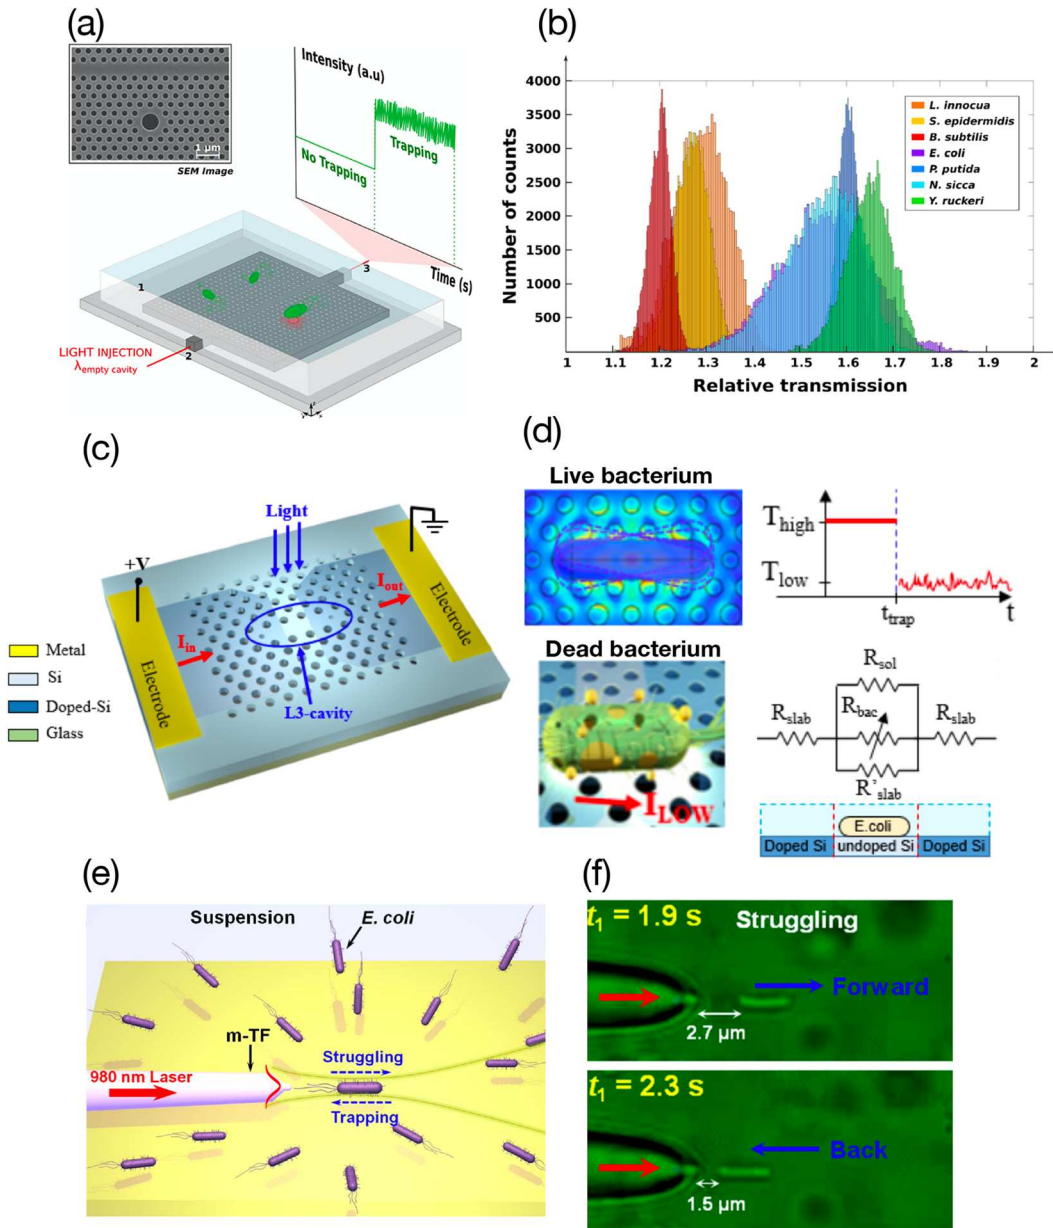 (a)
1 µm
SEM Image
Intensity (a.u)
No Trapping
Trapping
Time (s)
1
2
3
LIGHT INJECTION
λempty cavity
(b)
4000
3500
3000
2500
2000
1500
1000
500
Number of counts
L. innocua
S. epidermidis
B. subtilis
E. coli
P. putida
N. sicca
Y. ruckeri
1 1.1 1.2 1.3 1.4 1.5 1.6 1.7 1.8 1.9 2
Relative transmission
(c)
Light
+V
Iout
Iin
Electrode
Electrode
L3-cavity
Metal
Si
Doped-Si
Glass
(d)
Live bacterium
Thigh
Tlow
ttrap
t
Dead bacterium
ILOW
Rsol
Rslab
Rbac
Rslab
R'slab
E.coli
Doped Si undoped Si Doped Si
(e)
Suspension
E. coli
m-TF
Struggling
980 nm Laser
Trapping
(f)
t1 = 1.9 s
Struggling
Forward
2.7 µm
t1 = 2.3 s
Back
1.5 µm